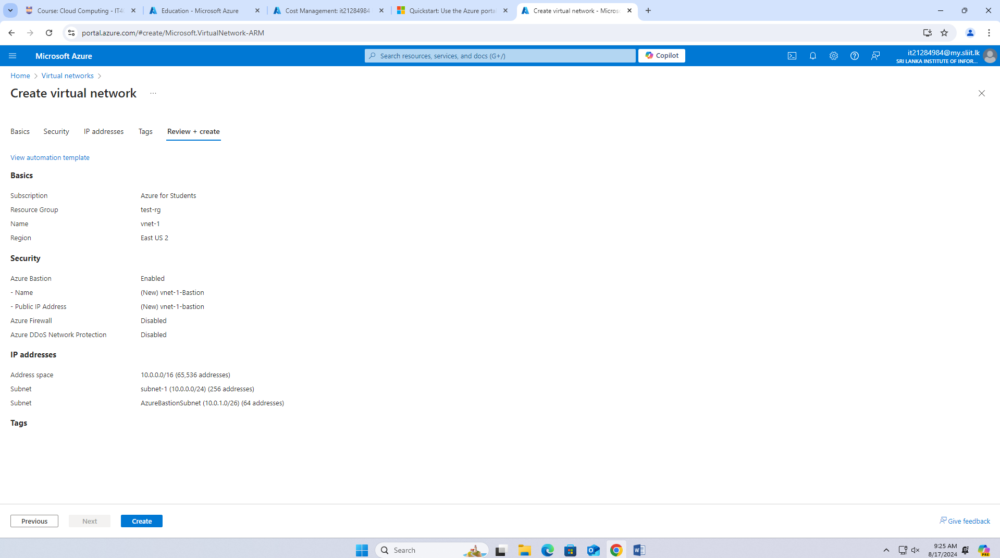 Course: Cloud Computing - IT4
Education - Microsoft Azure
Cost Management: it21284984
Quickstart: Use the Azure portal
Create virtual network - Micros
portal.azure.com/#create/Microsoft.VirtualNetwork-ARM
Microsoft Azure
Search resources, services, and docs (G+/)
Copilot
it21284984@my.sliit.lk
SRI LANKA INSTITUTE OF INFOR...
Home > Virtual networks >
Create virtual network ...
Basics
Security
IP addresses
Tags
Review + create
View automation template
Basics
Subscription
Azure for Students
Resource Group
test-rg
Name
vnet-1
Region
East US 2
Security
Azure Bastion
Enabled
- Name
(New) vnet-1-Bastion
- Public IP Address
(New) vnet-1-bastion
Azure Firewall
Disabled
Azure DDoS Network Protection
Disabled
IP addresses
Address space
10.0.0.0/16 (65,536 addresses)
Subnet
subnet-1 (10.0.0.0/24) (256 addresses)
Subnet
AzureBastionSubnet (10.0.1.0/26) (64 addresses)
Tags
Previous
Next
Create
Give feedback
Search
9:25 AM
8/17/2024
PRE